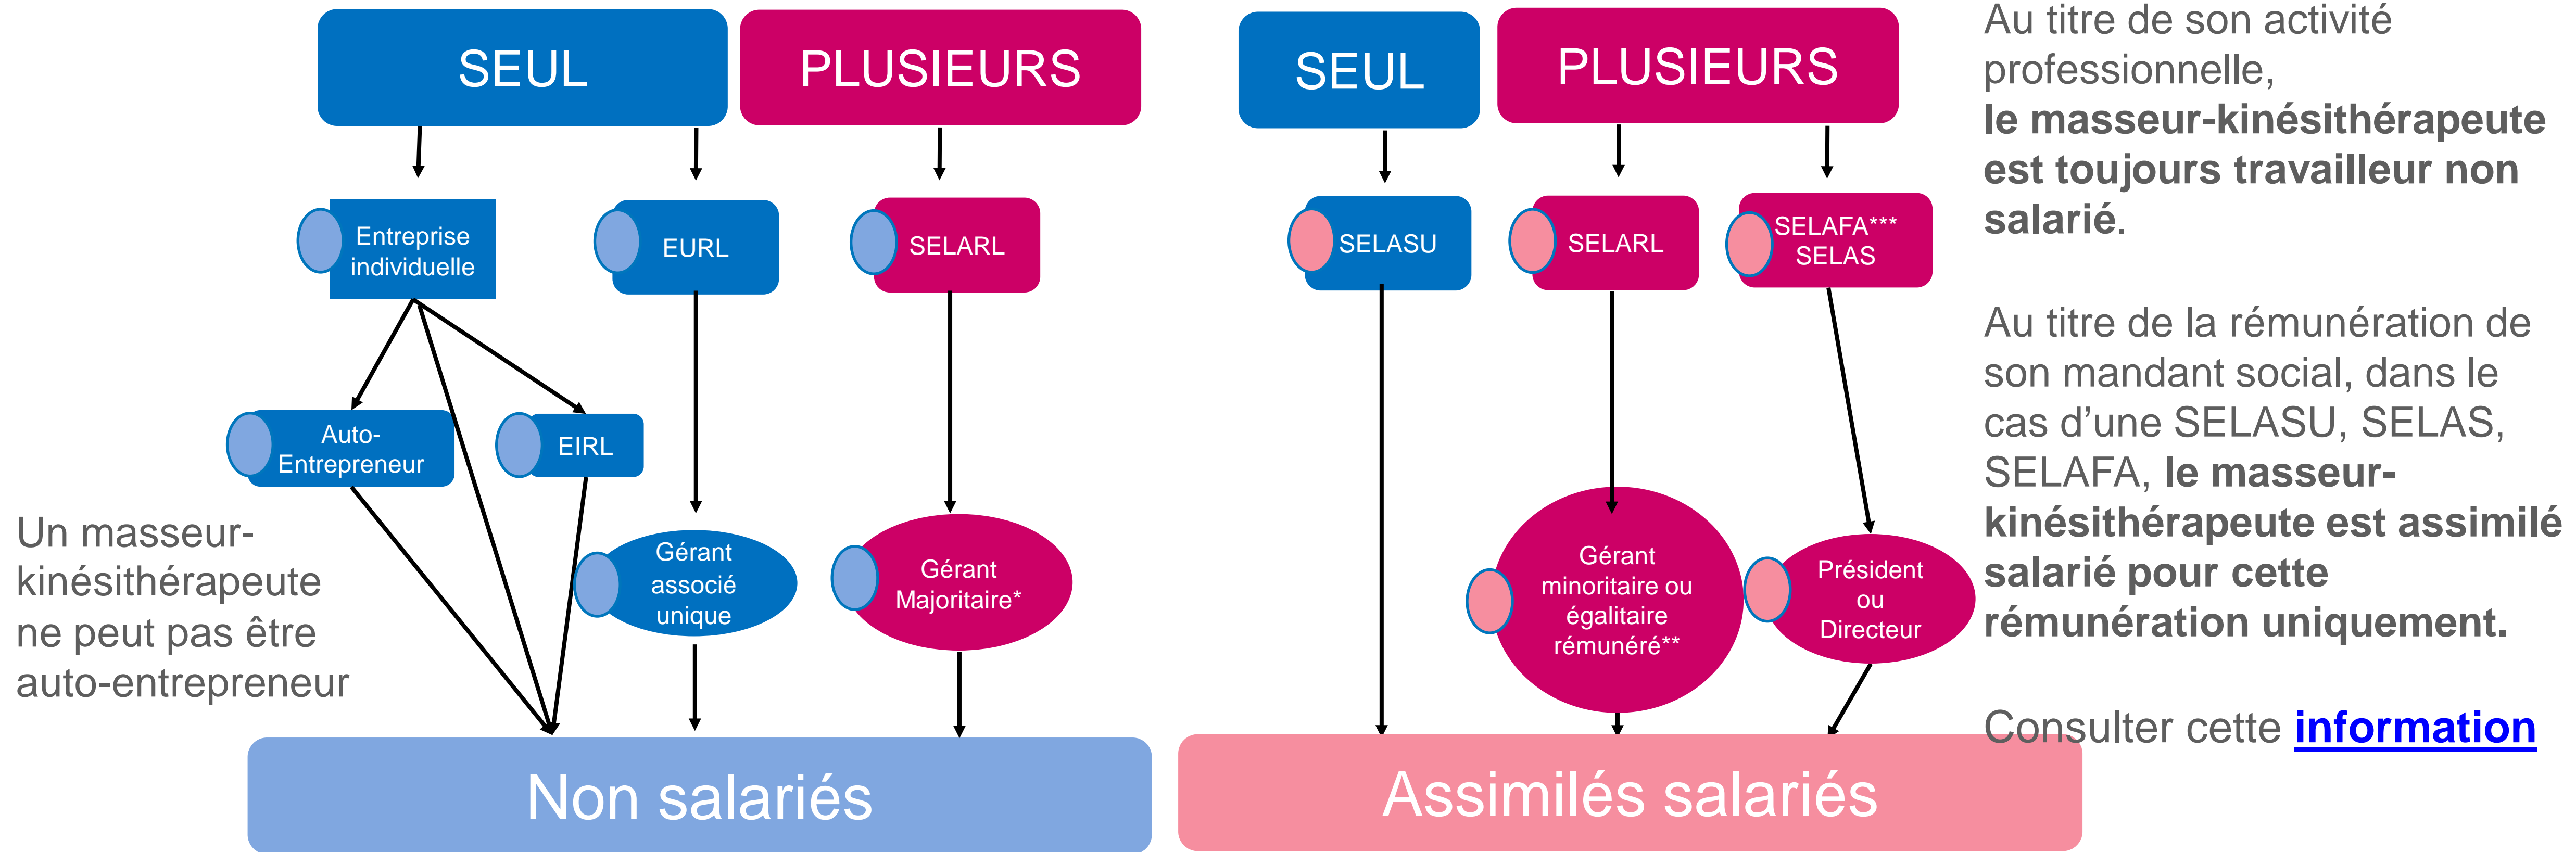 SEUL
PLUSIEURS
SEUL
PLUSIEURS
Entreprise
individuelle
EURL
SELARL
SELASU
SELARL
SELAFA***
SELAS
Auto-
Entrepreneur
EIRL
Gérant
associé
unique
Gérant
Majoritaire*
Gérant
minoritaire ou
égalitaire
rémunéré**
Président
ou
Directeur
Un masseur-
kinésithérapeute
ne peut pas être
auto-entrepreneur
Non salariés
Assimilés salariés
Au titre de son activité
professionnelle,
le masseur-kinésithérapeute
est toujours travailleur non
salarié.
Au titre de la rémunération de
son mandant social, dans le
cas d’une SELASU, SELAS,
SELAFA, le masseur-
kinésithérapeute est assimilé
salarié pour cette
rémunération uniquement.
Consulter cette information